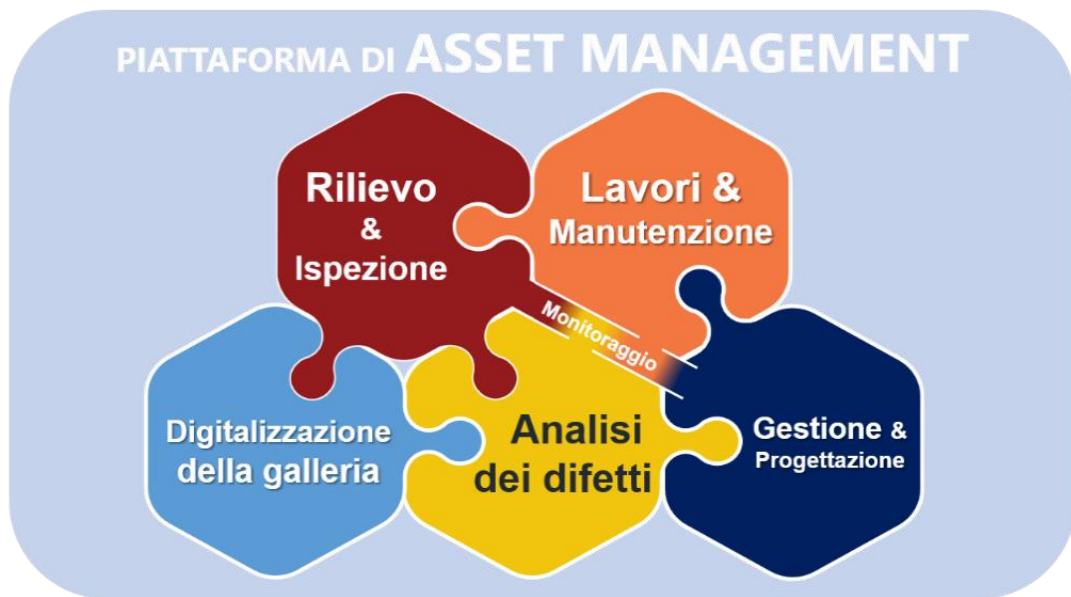 PIATTAFORMA DI ASSET MANAGEMENT
Rilievo
&
Ispezione
Lavori &
Manutenzione
Monitoraggio
Digitalizzazione
della galleria
Analisi
dei difetti
Gestione &
Progettazione